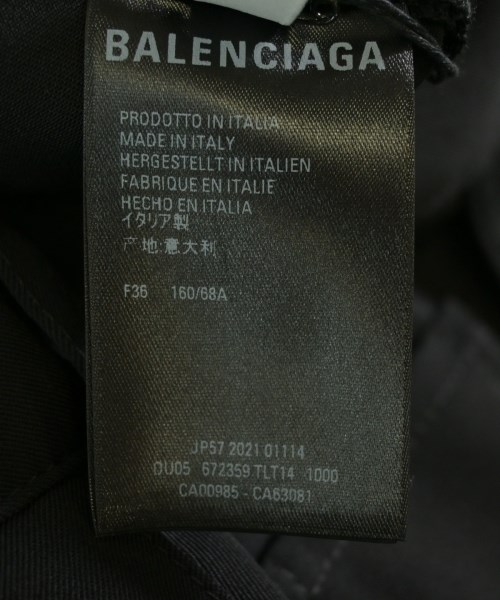 BALENCIAGA
PRODOTTO IN ITALIA
MADE IN ITALY
HERGESTELLT IN ITALIEN
FABRIQUE EN ITALIE
HECHO EN ITALIA
イタリア製
产地:意大利
F36 160/68A
JP57 2021 01114
DU05 672359 TLT14 1000
CA00985 - CA63081